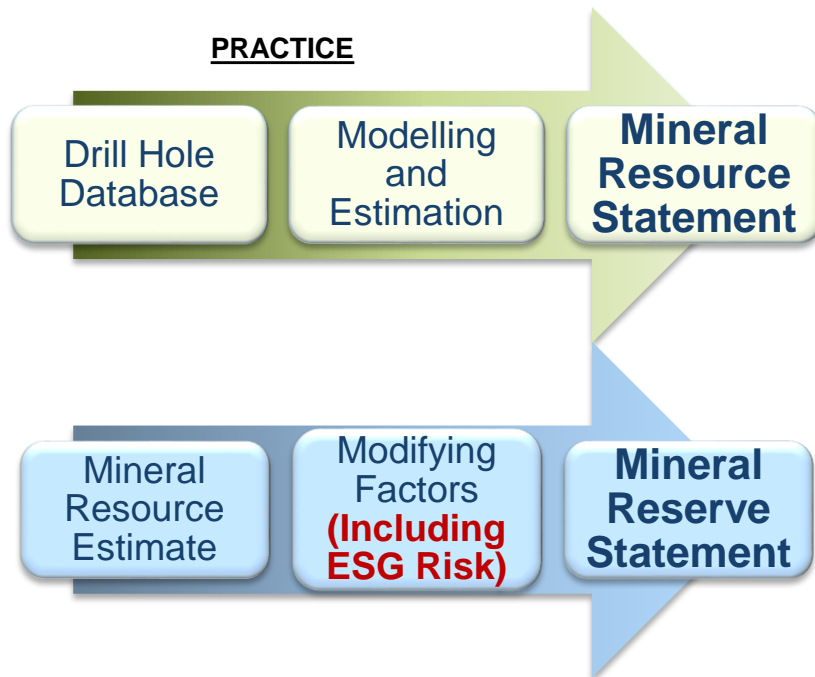 PRACTICE
Drill Hole
Database
Modelling
and
Estimation
Mineral
Resource
Statement
Mineral
Resource
Estimate
Modifying
Factors
(Including
ESG Risk)
Mineral
Reserve
Statement